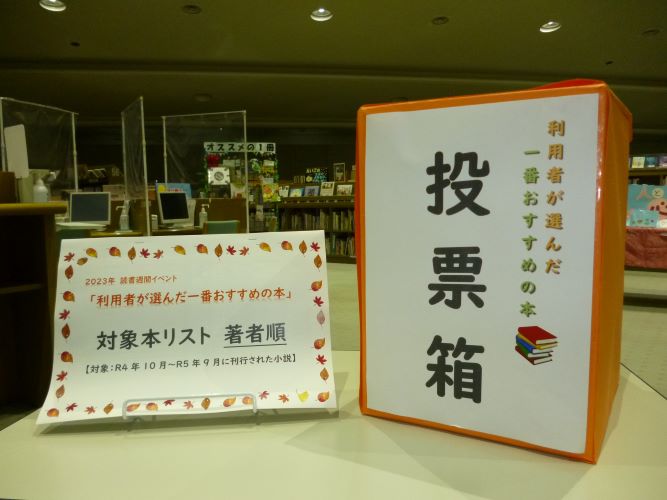 オススメの1冊
2023年 読書週間イベント
「利用者が選んだ一番おすすめの本」
対象本リスト 著者順
【対象:R4年10月~R5年9月に刊行された小説】
利用者が選んだ
一番おすすめの本
投票箱